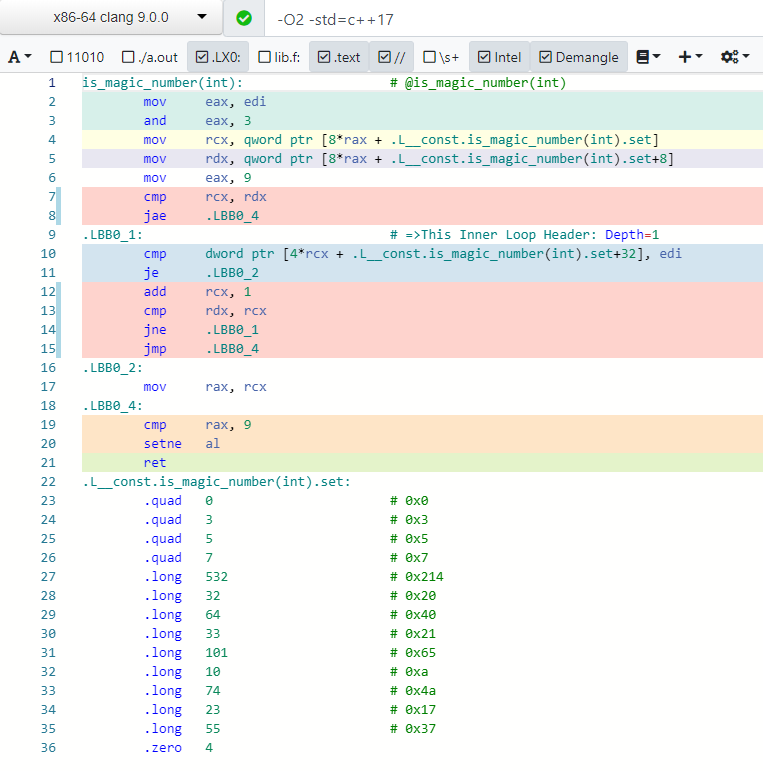 x86-64 clang 9.0.0 -O2 -std=c++17
A 11010 ./a.out .LX0: lib.f: .text // \s+ Intel Demangle
1 is_magic_number(int): # @is_magic_number(int)
2 mov eax, edi
3 and eax, 3
4 mov rcx, qword ptr [8*rax + .L__const.is_magic_number(int).set]
5 mov rdx, qword ptr [8*rax + .L__const.is_magic_number(int).set+8]
6 mov eax, 9
7 cmp rcx, rdx
8 jae .LBB0_4
9 .LBB0_1: # =>This Inner Loop Header: Depth=1
10 cmp dword ptr [4*rcx + .L__const.is_magic_number(int).set+32], edi
11 je .LBB0_2
12 add rcx, 1
13 cmp rdx, rcx
14 jne .LBB0_1
15 jmp .LBB0_4
16 .LBB0_2:
17 mov rax, rcx
18 .LBB0_4:
19 cmp rax, 9
20 setne al
21 ret
22 .L__const.is_magic_number(int).set:
23 .quad 0 # 0x0
24 .quad 3 # 0x3
25 .quad 5 # 0x5
26 .quad 7 # 0x7
27 .long 532 # 0x214
28 .long 32 # 0x20
29 .long 64 # 0x40
30 .long 33 # 0x21
31 .long 101 # 0x65
32 .long 10 # 0xa
33 .long 74 # 0x4a
34 .long 23 # 0x17
35 .long 55 # 0x37
36 .zero 4